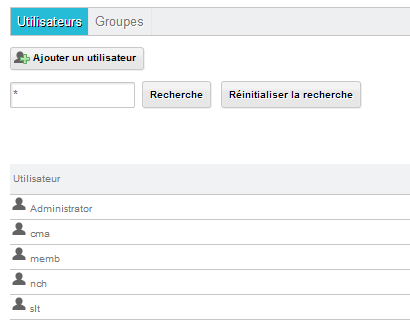 Utilisateurs Groupes
Ajouter un utilisateur
* Recherche Réinitialiser la recherche
Utilisateur
Administrator
cma
memb
nch
slt